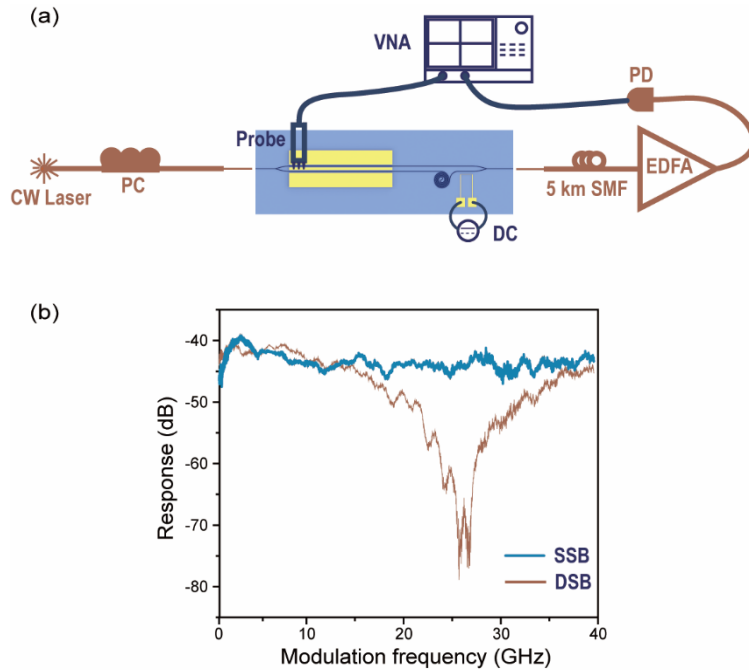 (a)
VNA
PD
Probe
CW Laser
PC
5 km SMF
EDFA
DC
(b)
-40
-50
-60
-70
-80
Response (dB)
SSB
DSB
0 10 20 30 40
Modulation frequency (GHz)